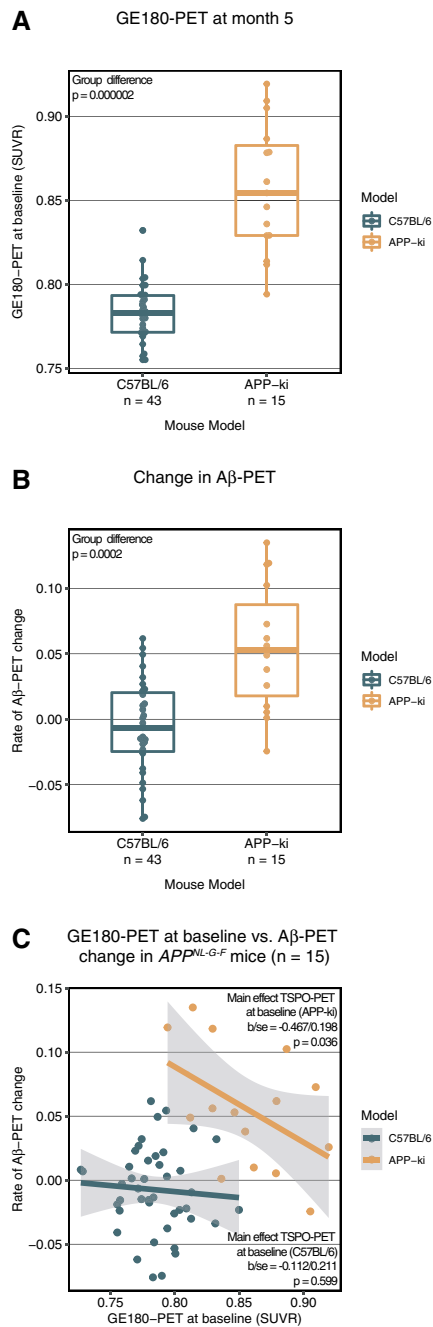 A
GE180-PET at month 5
Group difference
p = 0.000002
GE180−PET at baseline (SUVR)
0.90
0.85
0.80
0.75
C57BL/6
n = 43
APP−ki
n = 15
Mouse Model
Model
C57BL/6
APP−ki
B
Change in Aβ-PET
Group difference
p = 0.0002
Rate of Aβ−PET change
0.10
0.05
0.00
−0.05
C57BL/6
n = 43
APP−ki
n = 15
Mouse Model
Model
C57BL/6
APP−ki
C
GE180-PET at baseline vs. Aβ-PET
change in APP^NL-G-F mice (n = 15)
Main effect TSPO-PET
at baseline (APP-ki)
b/se = -0.467/0.198
p = 0.036
Rate of Aβ−PET change
0.15
0.10
0.05
0.00
−0.05
Main effect TSPO-PET
at baseline (C57BL/6)
b/se = -0.112/0.211
p = 0.599
0.75
0.80
0.85
0.90
GE180−PET at baseline (SUVR)
Model
C57BL/6
APP−ki